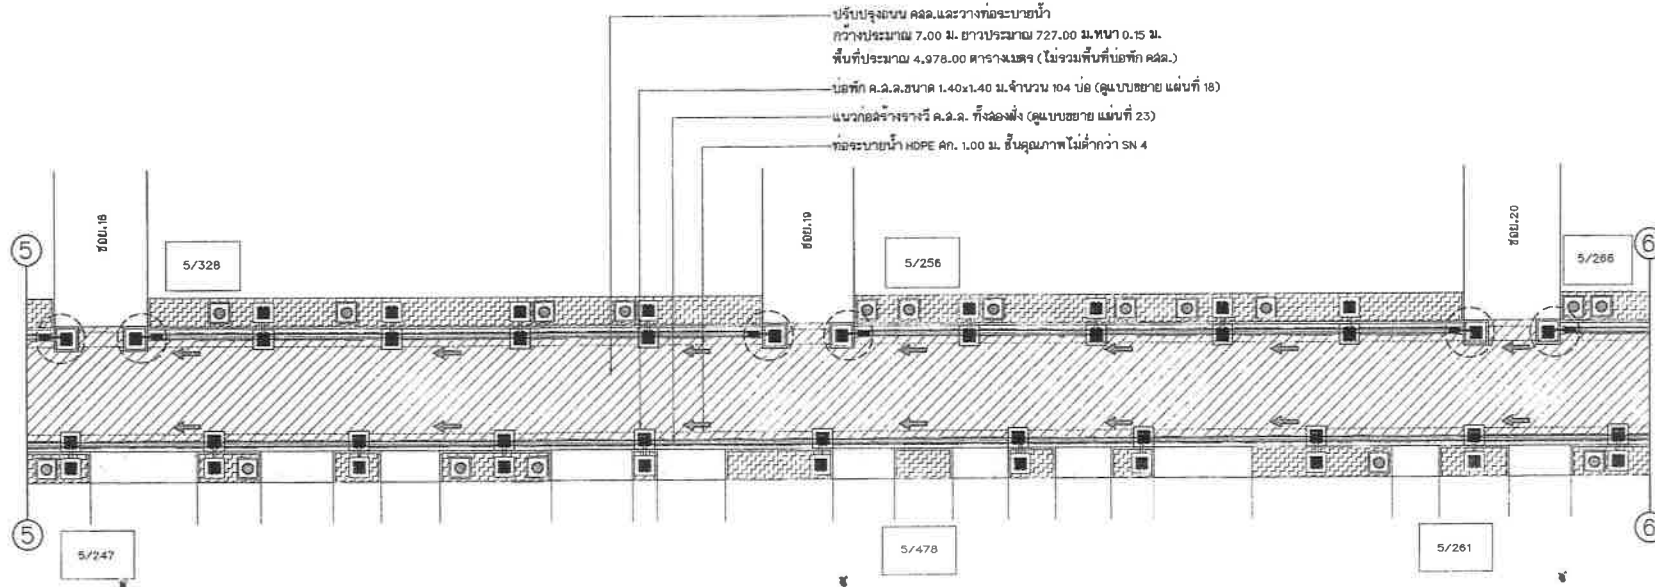 ปรับปรุงถนน คสล.และวางท่อระบายน้ำ
กว้างประมาณ 7.00 ม. ยาวประมาณ 727.00 ม.หนา 0.15 ม.
พื้นที่ประมาณ 4,978.00 ตารางเมตร (ไม่รวมพื้นที่บ่อพัก คสล.)
บ่อพัก ค.ส.ล.ขนาด 1.40x1.40 ม.จำนวน 104 บ่อ (ดูแบบขยาย แผ่นที่ 18)
แนวก่อสร้างรางวี ค.ส.ล. ทั้งสองฝั่ง (ดูแบบขยาย แผ่นที่ 23)
ท่อระบายน้ำ HDPE ศก. 1.00 ม. ชั้นคุณภาพไม่ต่ำกว่า SN 4
ซอย.18
ซอย.19
ซอย.20
5
5/328
5/256
6
5/266
5
5/247
5/478
5/261
6